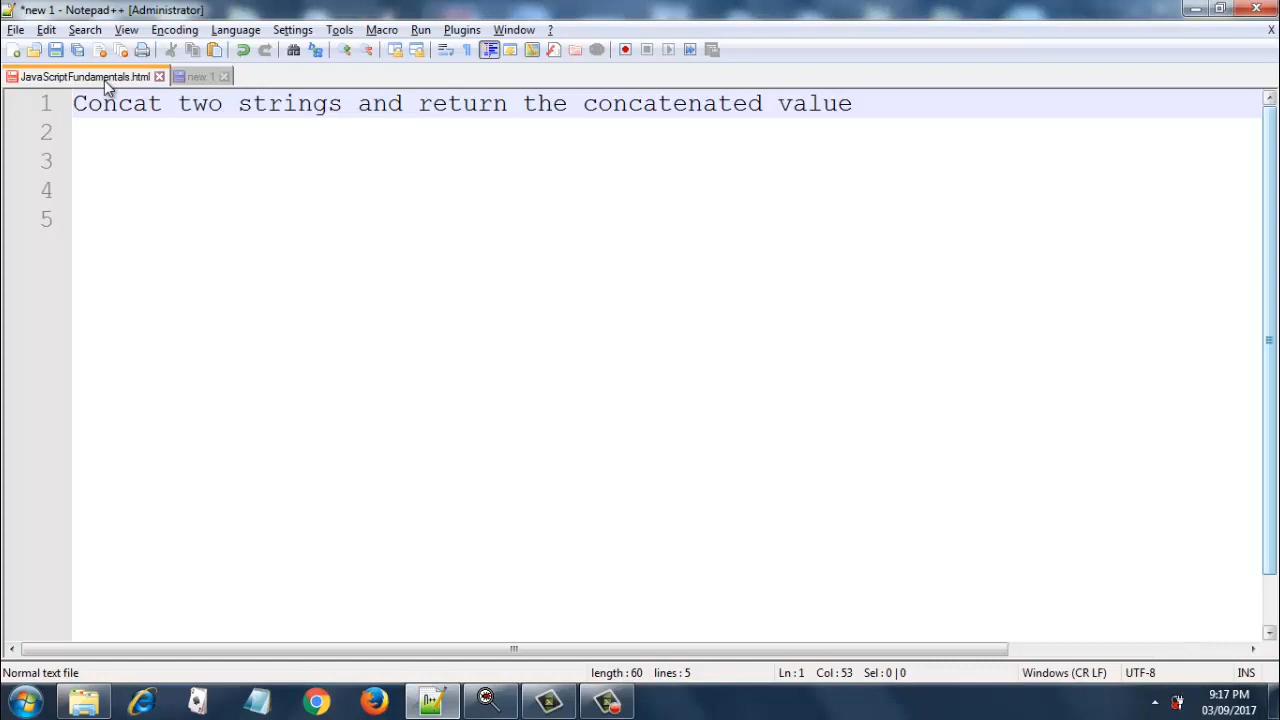 *new 1 - Notepad++ [Administrator]
File Edit Search View Encoding Language Settings Tools Macro Run Plugins Window ? X
JavaScriptFundamentals.html new 1
1 Concat two strings and return the concatenated value
2
3
4
5
Normal text file length : 60 lines : 5 Ln : 1 Col : 53 Sel : 0 | 0 Windows (CR LF) UTF-8 INS
9:17 PM
03/09/2017